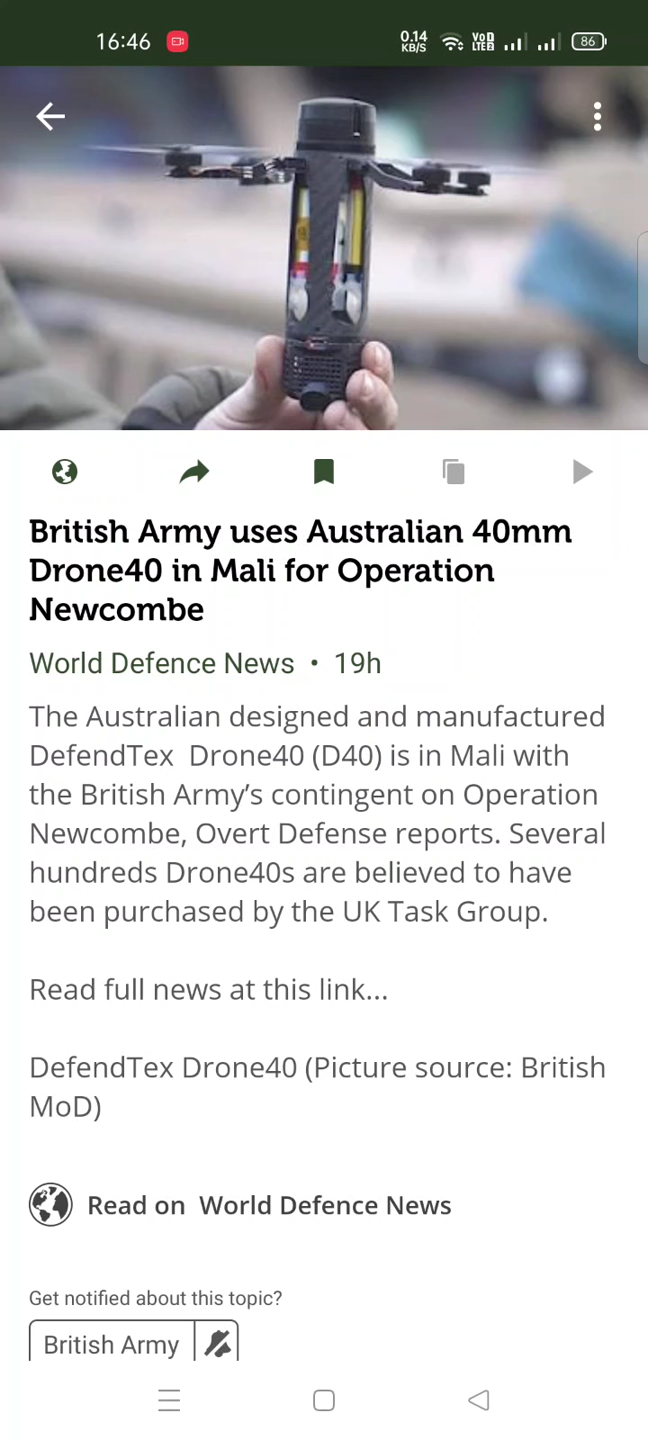 16:46
0.14
KB/S
Vo))
LTE2
86
British Army uses Australian 40mm
Drone40 in Mali for Operation
Newcombe
World Defence News • 19h
The Australian designed and manufactured
DefendTex  Drone40 (D40) is in Mali with
the British Army’s contingent on Operation
Newcombe, Overt Defense reports. Several
hundreds Drone40s are believed to have
been purchased by the UK Task Group.
Read full news at this link...
DefendTex Drone40 (Picture source: British
MoD)
Read on  World Defence News
Get notified about this topic?
British Army